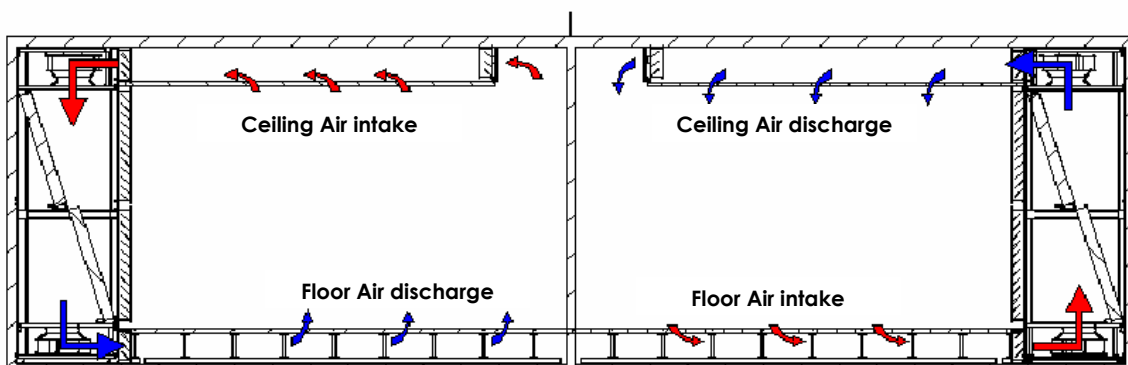 Ceiling Air intake
Ceiling Air discharge
Floor Air discharge
Floor Air intake